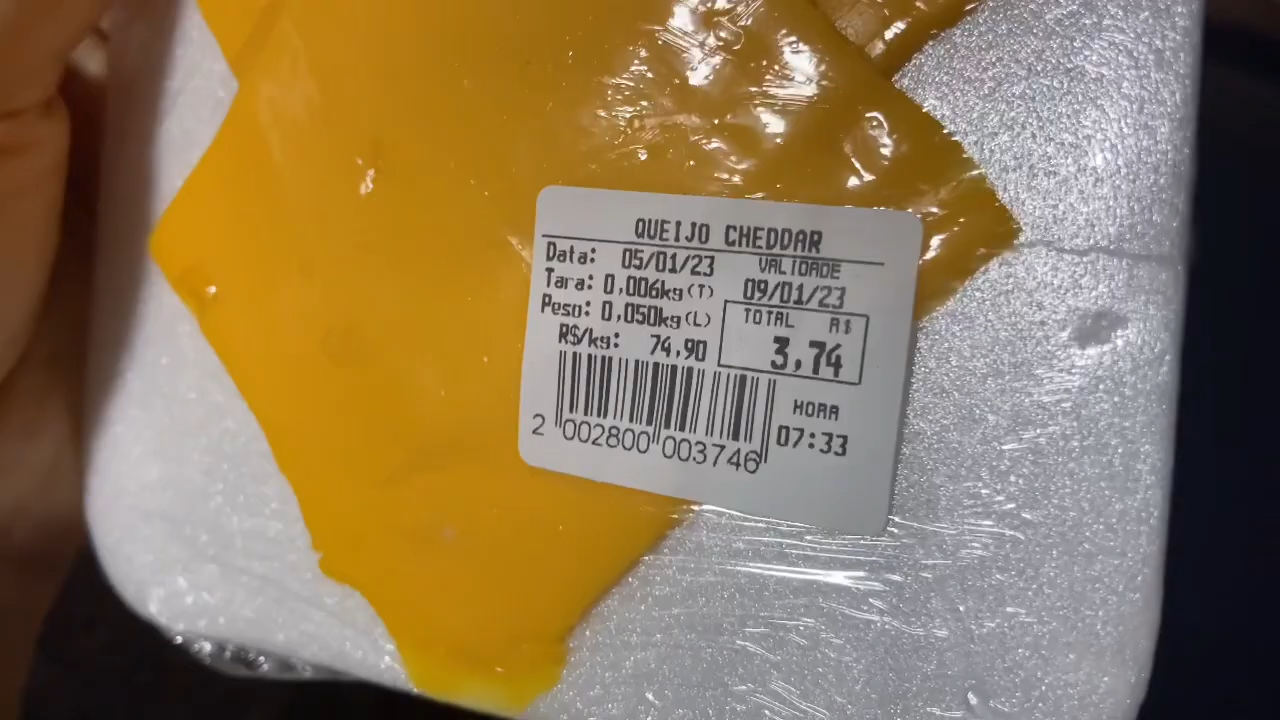 QUEIJO CHEDDAR
Data: 05/01/23
VALIDADE
Tara: 0,006kg(T)
09/01/23
Peso: 0,050kg(L)
TOTAL R$
R$/kg: 74,90
3,74
HORA
07:33
2 002800 003746